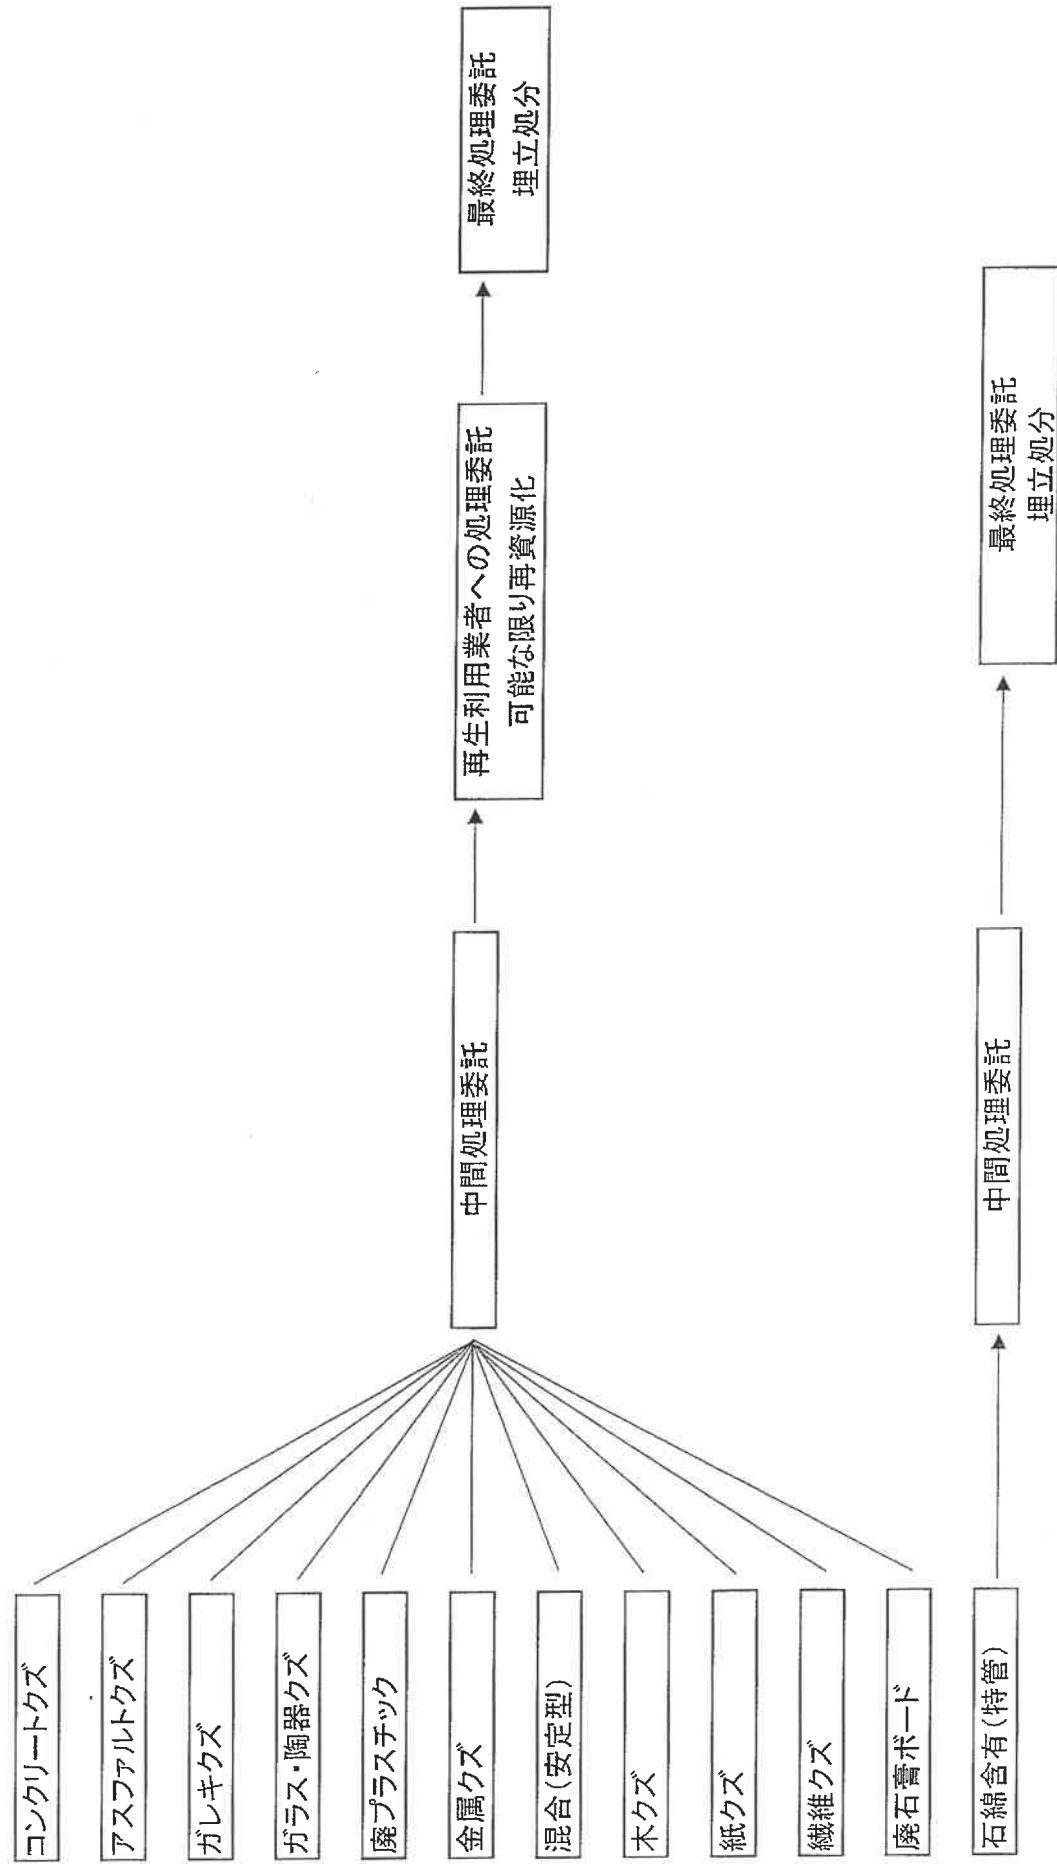 コンクリートクズ
アスファルトクズ
ガレキクズ
ガラス・陶器クズ
廃プラスチック
金属クズ
混合(安定型)
木クズ
紙クズ
繊維クズ
廃石膏ボード
石綿含有(特管)
中間処理委託
再生利用業者への処理委託
可能な限り再資源化
最終処理委託
埋立処分
中間処理委託
最終処理委託
埋立処分